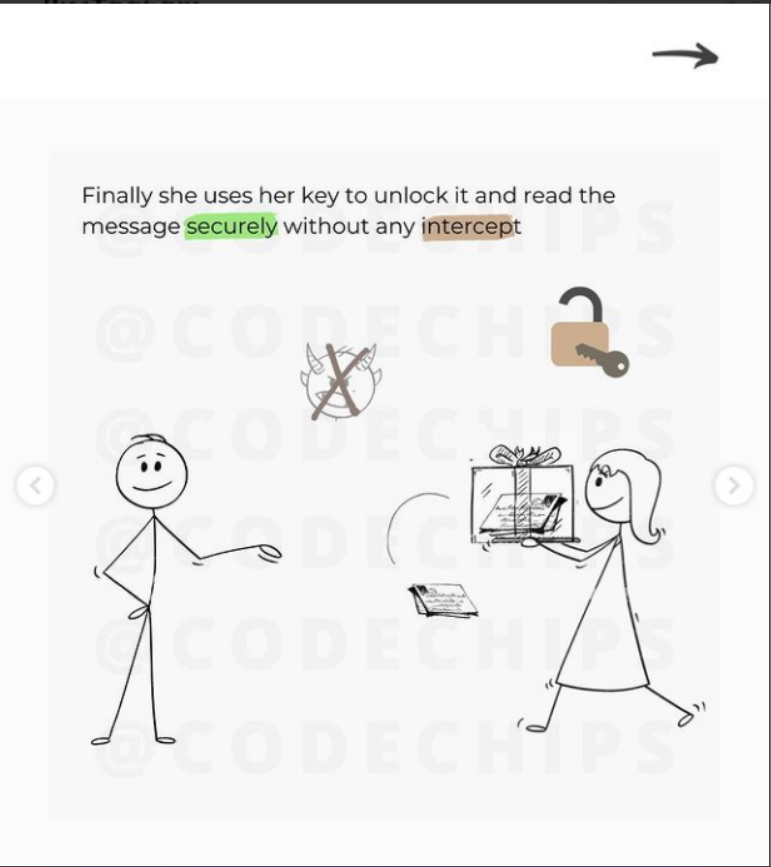 Finally she uses her key to unlock it and read the
message securely without any intercept
@CODECHIPS
@CODECHIPS
@CODECHIPS
@CODECHIPS
@CODECHIPS
@CODECHIPS